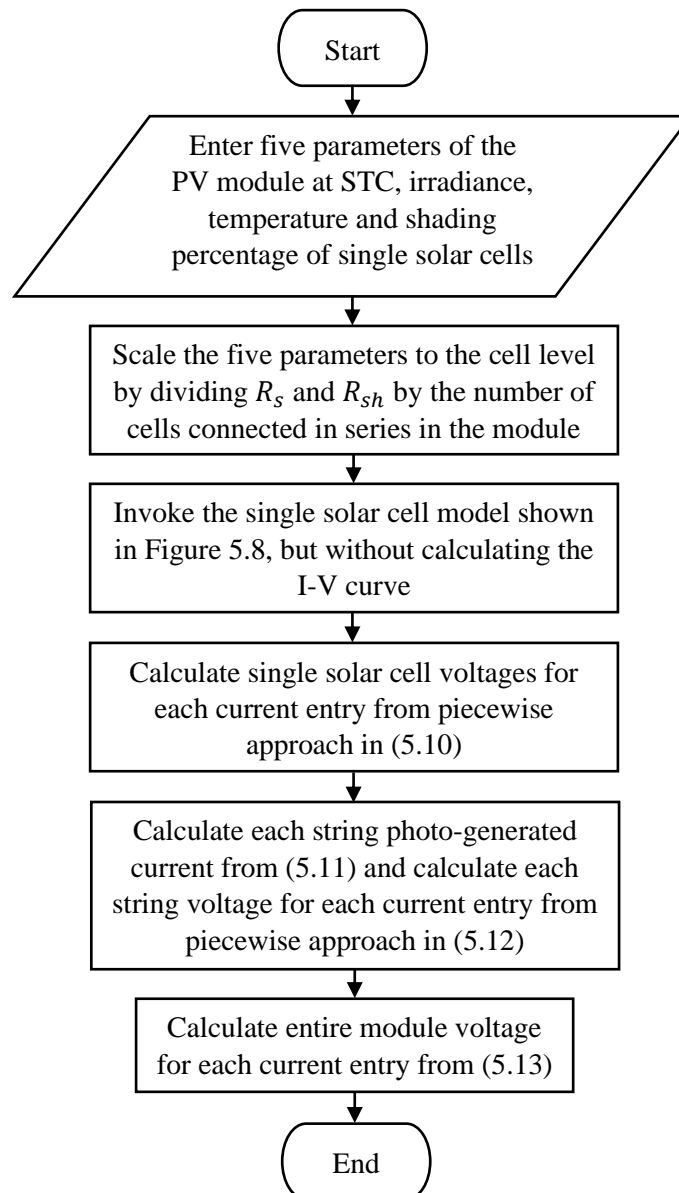 Start
Enter five parameters of the
PV module at STC, irradiance,
temperature and shading
percentage of single solar cells
Scale the five parameters to the cell level
by dividing 𝑅𝑠 and 𝑅𝑠ℎ by the number of
cells connected in series in the module
Invoke the single solar cell model shown
in Figure 5.8, but without calculating the
I-V curve
Calculate single solar cell voltages for
each current entry from piecewise
approach in (5.10)
Calculate each string photo-generated
current from (5.11) and calculate each
string voltage for each current entry from
piecewise approach in (5.12)
Calculate entire module voltage
for each current entry from (5.13)
End